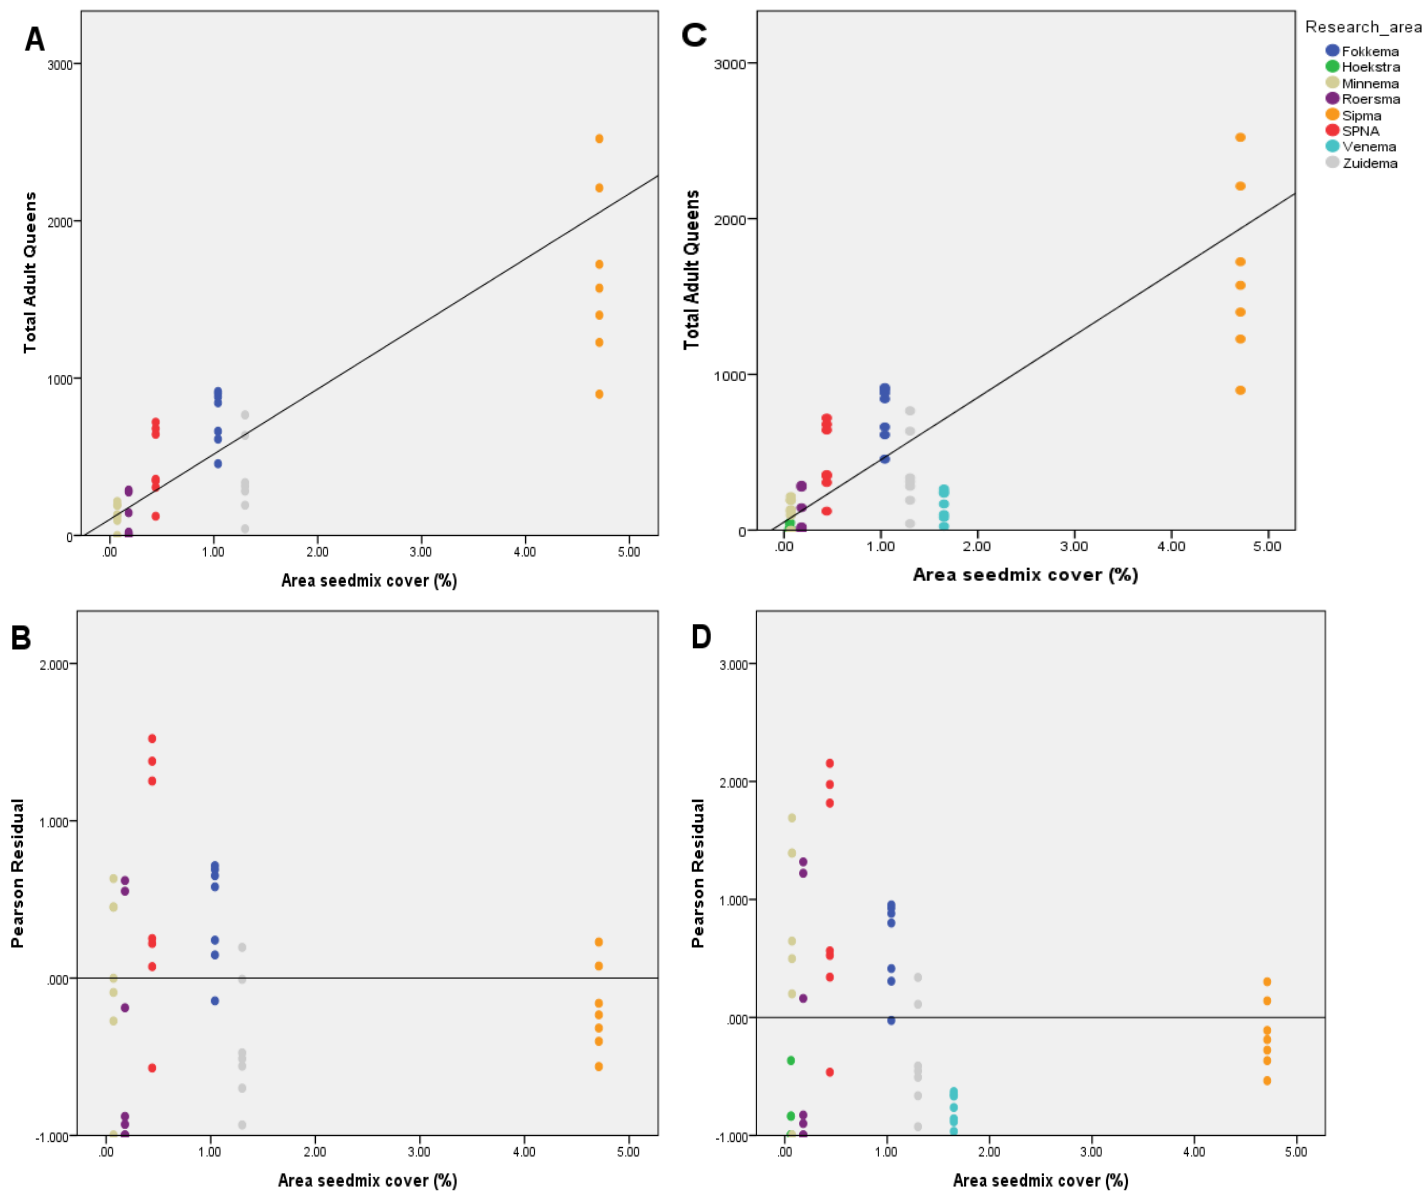 A
3000
2000
1000
0
Total Adult Queens
.00 1.00 2.00 3.00 4.00 5.00
Area seedmix cover (%)
C
3000
2000
1000
0
Total Adult Queens
.00 1.00 2.00 3.00 4.00 5.00
Area seedmix cover (%)
Research_area
Fokkema
Hoekstra
Minnema
Roersma
Sipma
SPNA
Venema
Zuidema
B
2.000
1.000
.000
-1.000
Pearson Residual
.00 1.00 2.00 3.00 4.00 5.00
Area seedmix cover (%)
D
3.000
2.000
1.000
.000
-1.000
Pearson Residual
.00 1.00 2.00 3.00 4.00 5.00
Area seedmix cover (%)